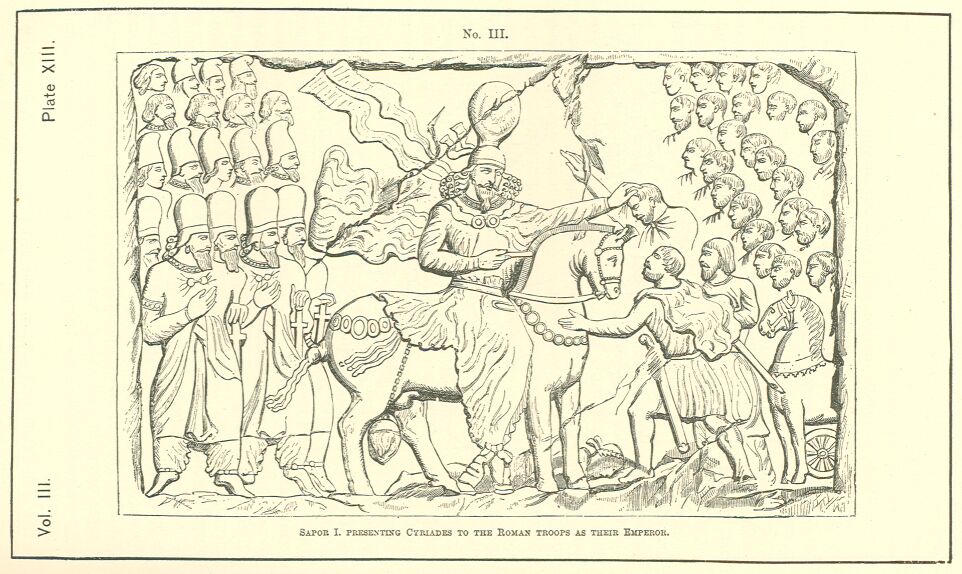 No. III.
Plate XIII.
Vol. III.
SAPOR I. PRESENTING CYRIADES TO THE ROMAN TROOPS AS THEIR EMPEROR.